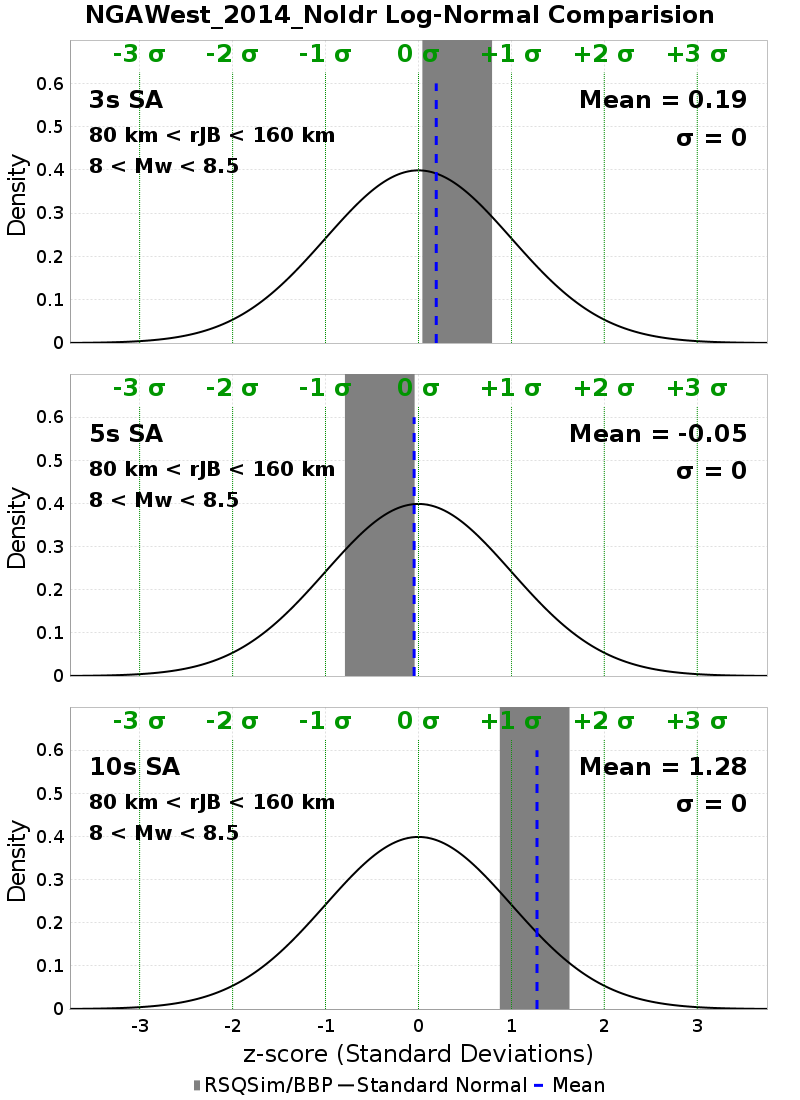 NGAWest_2014_NoIdr Log-Normal Comparision
-3 σ -2 σ -1 σ 0 σ +1 σ +2 σ +3 σ
0.6
3s SA Mean = 0.19
0.5
80 km < rJB < 160 km σ = 0
0.4
8 < Mw < 8.5
0.3
0.2
0.1
0
Density
-3 σ -2 σ -1 σ 0 σ +1 σ +2 σ +3 σ
0.6
5s SA Mean = -0.05
0.5
80 km < rJB < 160 km σ = 0
0.4
8 < Mw < 8.5
0.3
0.2
0.1
0
Density
-3 σ -2 σ -1 σ 0 σ +1 σ +2 σ +3 σ
0.6
10s SA Mean = 1.28
0.5
80 km < rJB < 160 km σ = 0
0.4
8 < Mw < 8.5
0.3
0.2
0.1
0
Density
-3 -2 -1 0 1 2 3
z-score (Standard Deviations)
RSQSim/BBP Standard Normal Mean